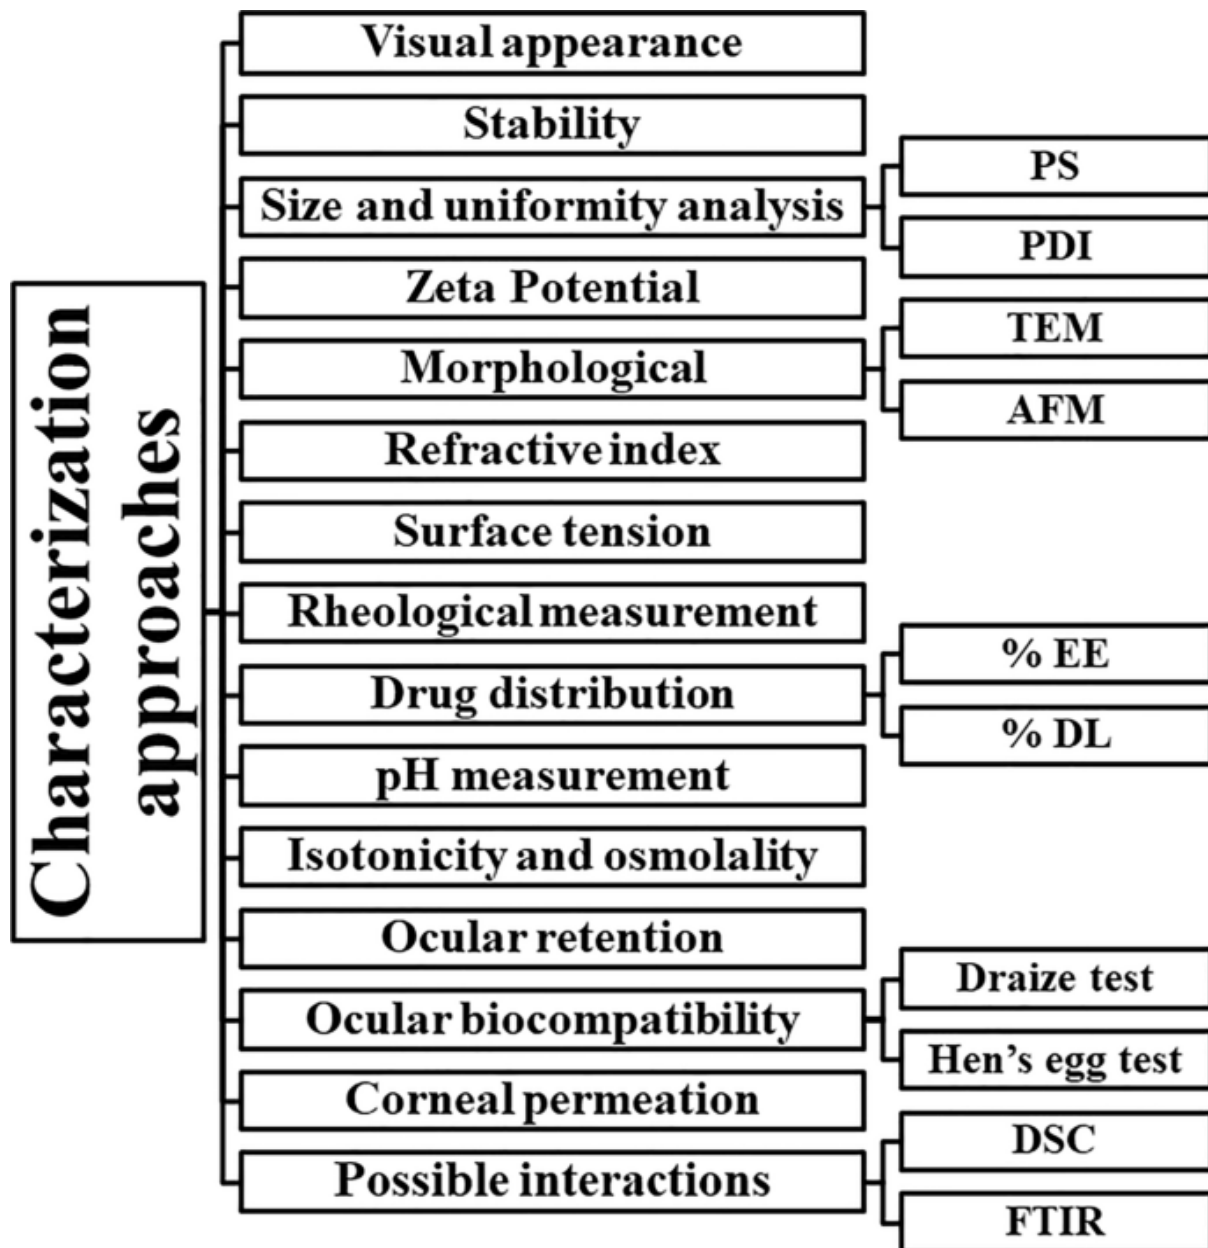 Characterization
approaches
Visual appearance
Stability
Size and uniformity analysis
PS
PDI
Zeta Potential
Morphological
TEM
AFM
Refractive index
Surface tension
Rheological measurement
Drug distribution
% EE
% DL
pH measurement
Isotonicity and osmolality
Ocular retention
Ocular biocompatibility
Draize test
Hen’s egg test
Corneal permeation
Possible interactions
DSC
FTIR